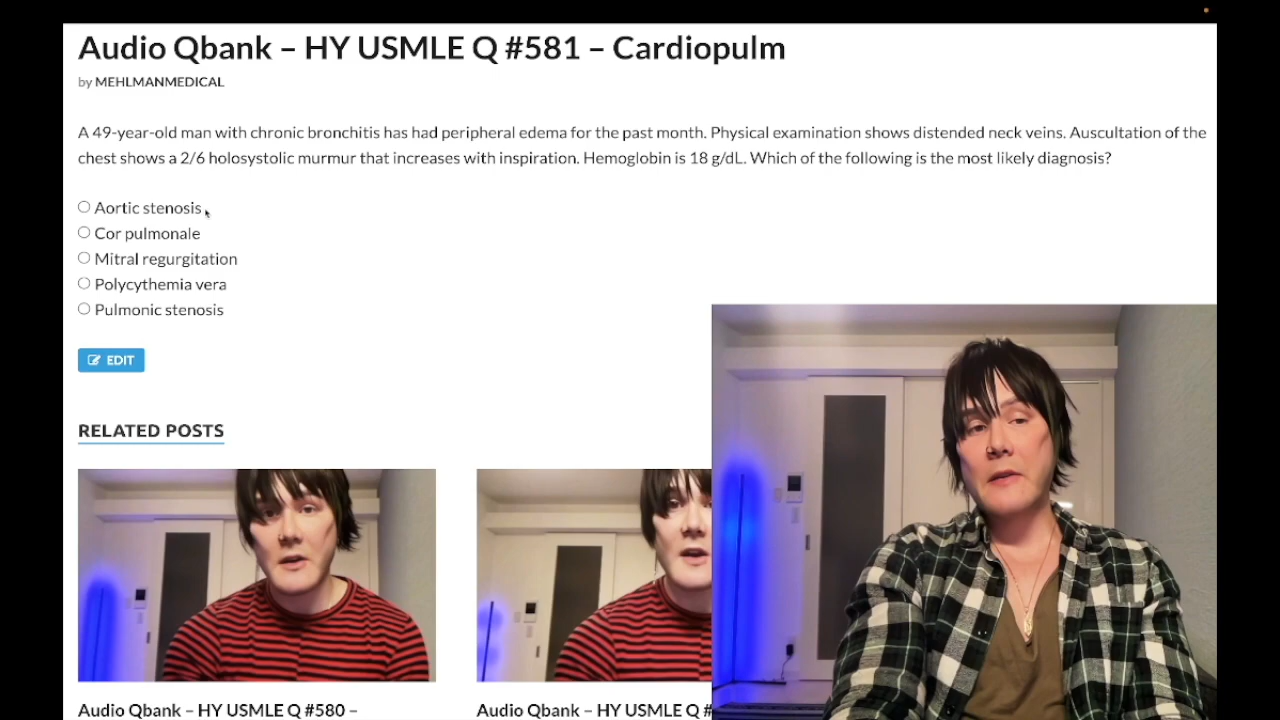 Audio Qbank – HY USMLE Q #581 – Cardiopulm
by MEHLMANMEDICAL
A 49-year-old man with chronic bronchitis has had peripheral edema for the past month. Physical examination shows distended neck veins. Auscultation of the
chest shows a 2/6 holosystolic murmur that increases with inspiration. Hemoglobin is 18 g/dL. Which of the following is the most likely diagnosis?
Aortic stenosis
Cor pulmonale
Mitral regurgitation
Polycythemia vera
Pulmonic stenosis
EDIT
RELATED POSTS
Audio Qbank – HY USMLE Q #580 –
Audio Qbank – HY USMLE Q #